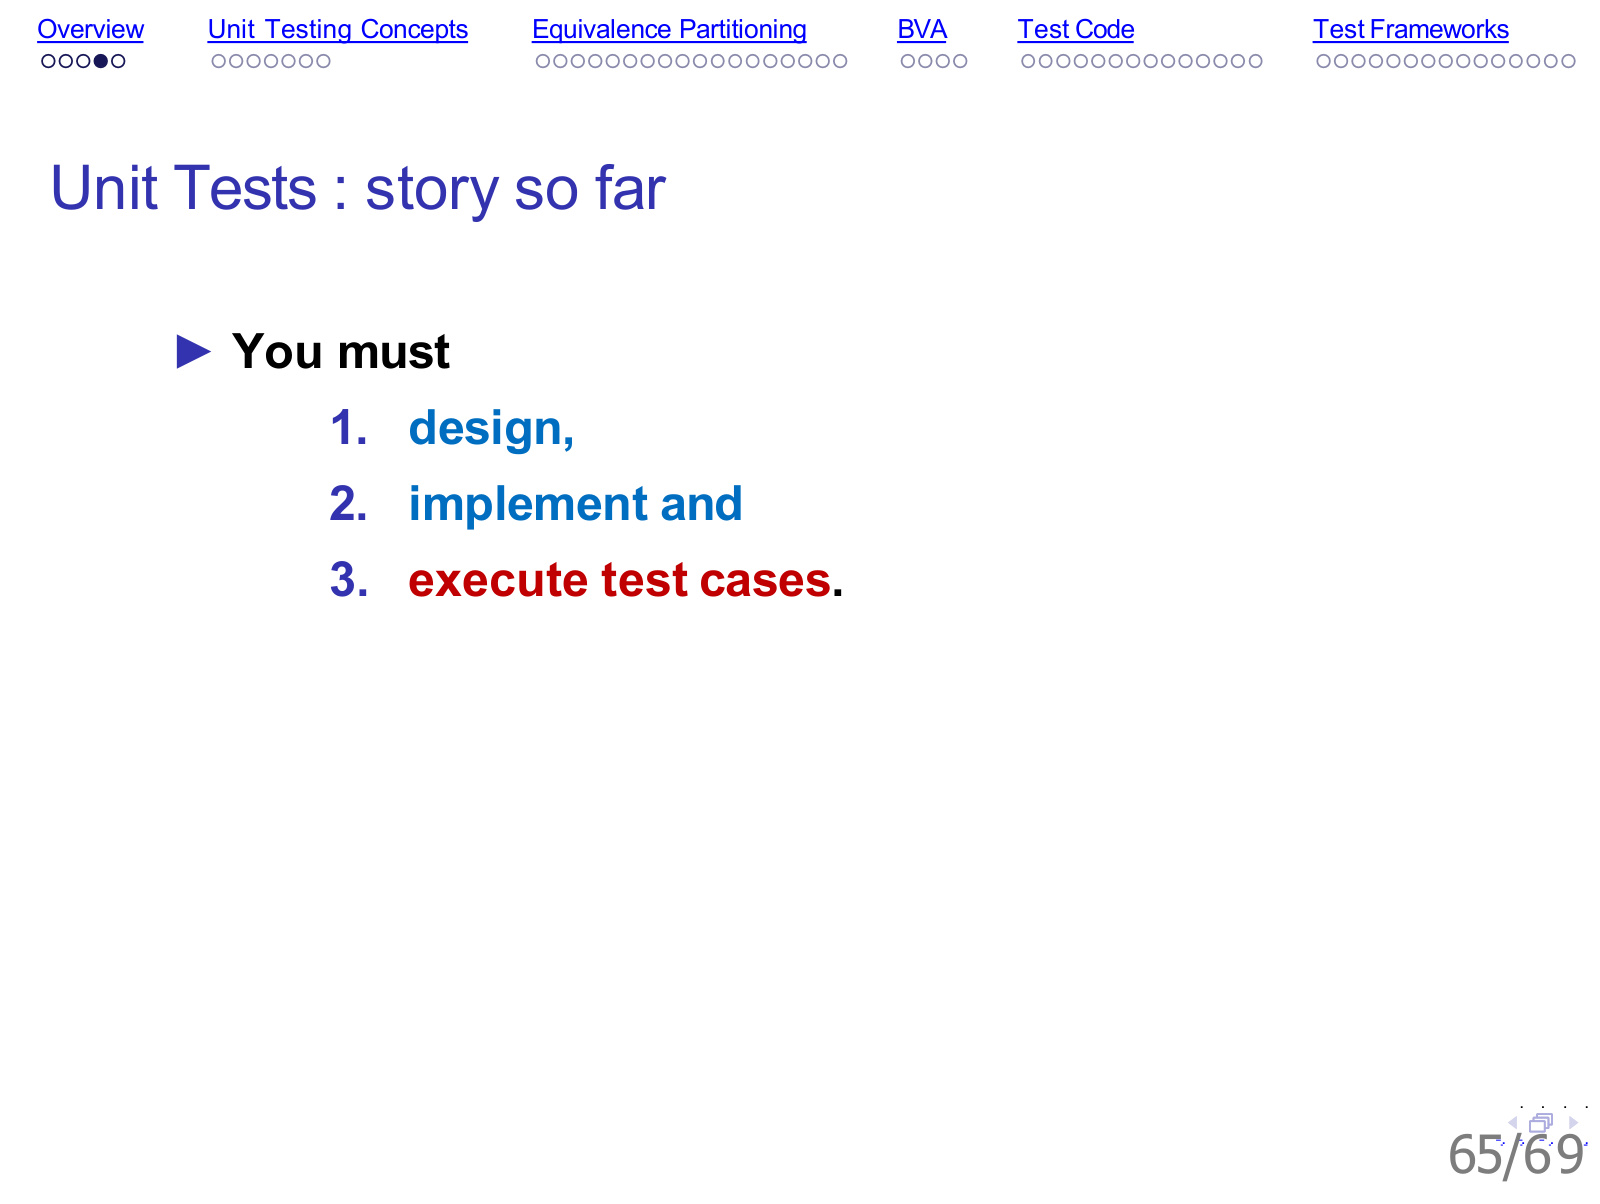 Overview Unit Testing Concepts Equivalence Partitioning BVA Test Code Test Frameworks
Unit Tests : story so far
► You must
1. design,
2. implement and
3. execute test cases.
65/69